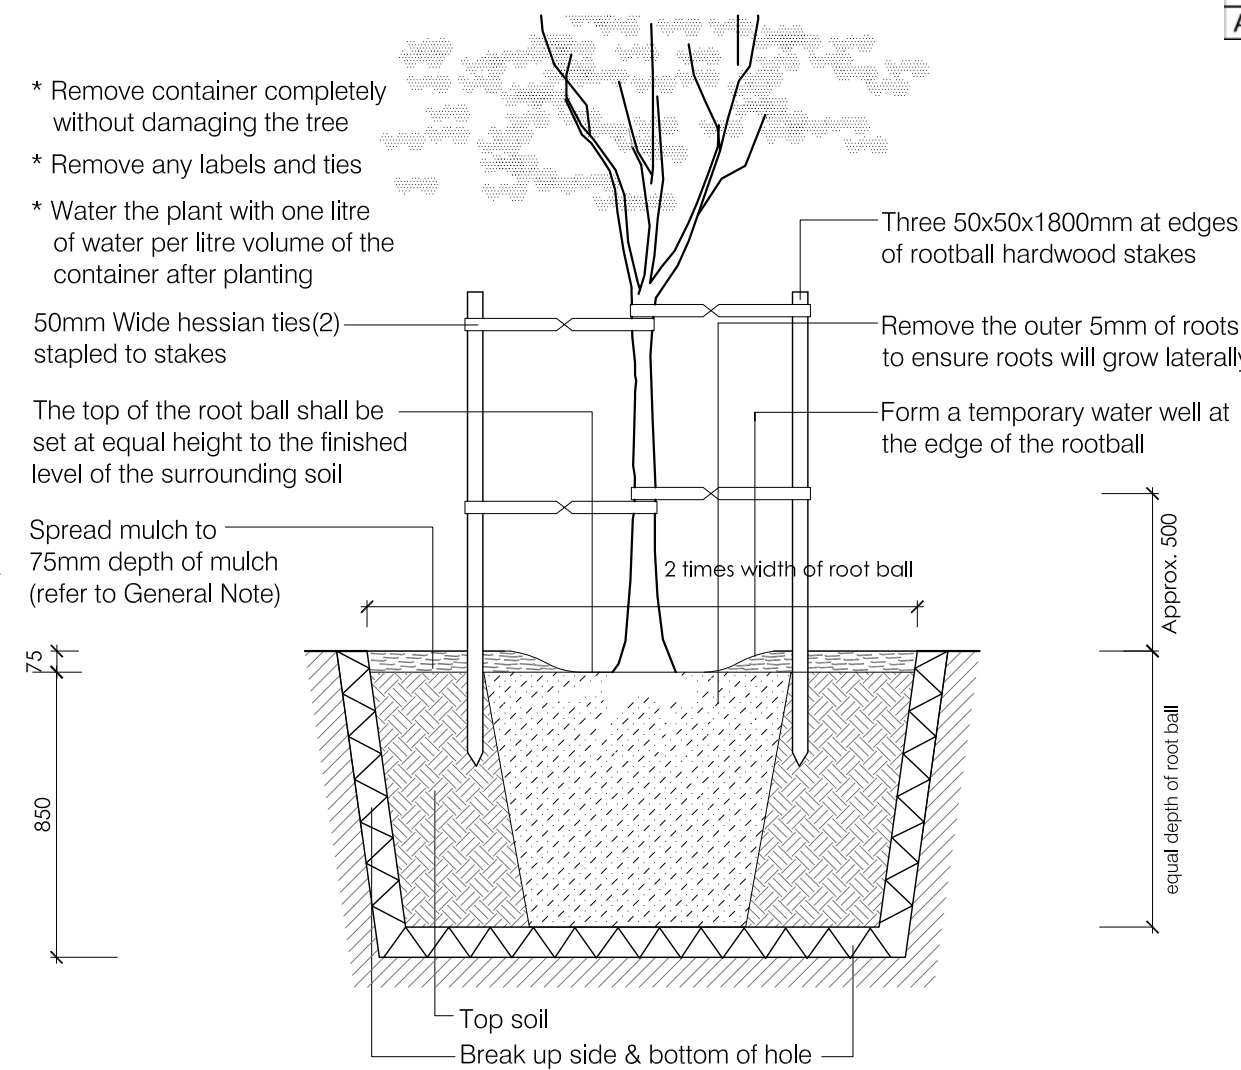 A
* Remove container completely
without damaging the tree
* Remove any labels and ties
* Water the plant with one litre
of water per litre volume of the
container after planting
50mm Wide hessian ties(2)
stapled to stakes
The top of the root ball shall be
set at equal height to the finished
level of the surrounding soil
Spread mulch to
75mm depth of mulch
(refer to General Note)
Three 50x50x1800mm at edges
of rootball hardwood stakes
Remove the outer 5mm of roots
to ensure roots will grow laterally
Form a temporary water well at
the edge of the rootball
2 times width of root ball
Approx. 500
equal depth of root ball
75
850
Top soil
Break up side & bottom of hole